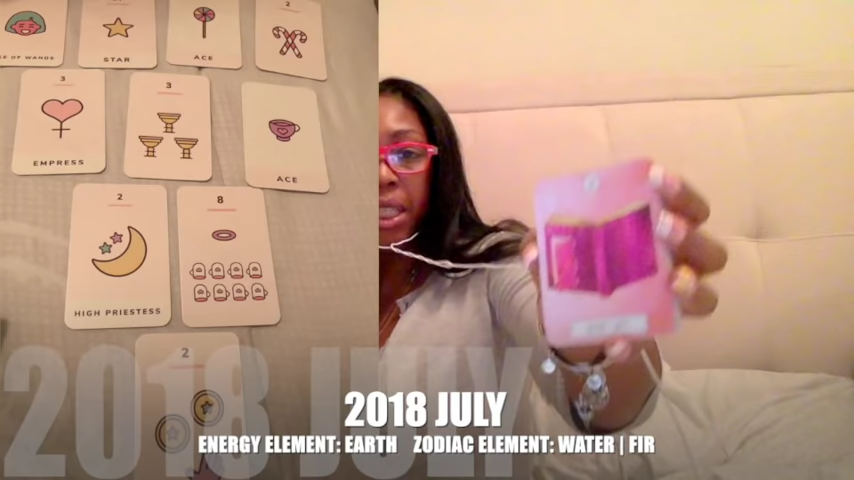 2
E OF WANDS
STAR
ACE
3
3
EMPRESS
ACE
2
8
HIGH PRIESTESS
2
2018 JULY
2018 JULY
ENERGY ELEMENT: EARTH ZODIAC ELEMENT: WATER | FIR